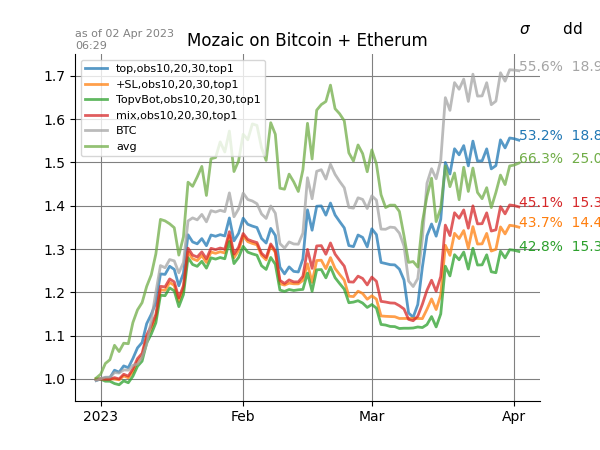 as of 02 Apr 2023
06:29
Mozaic on Bitcoin + Etherum
σ dd
top,obs10,20,30,top1
+SL,obs10,20,30,top1
TopvBot,obs10,20,30,top1
mix,obs10,20,30,top1
BTC
avg
1.7
1.6
1.5
1.4
1.3
1.2
1.1
1.0
55.6% 18.9
53.2% 18.8
66.3% 25.0
45.1% 15.3
43.7% 14.4
42.8% 15.3
2023 Feb Mar Apr